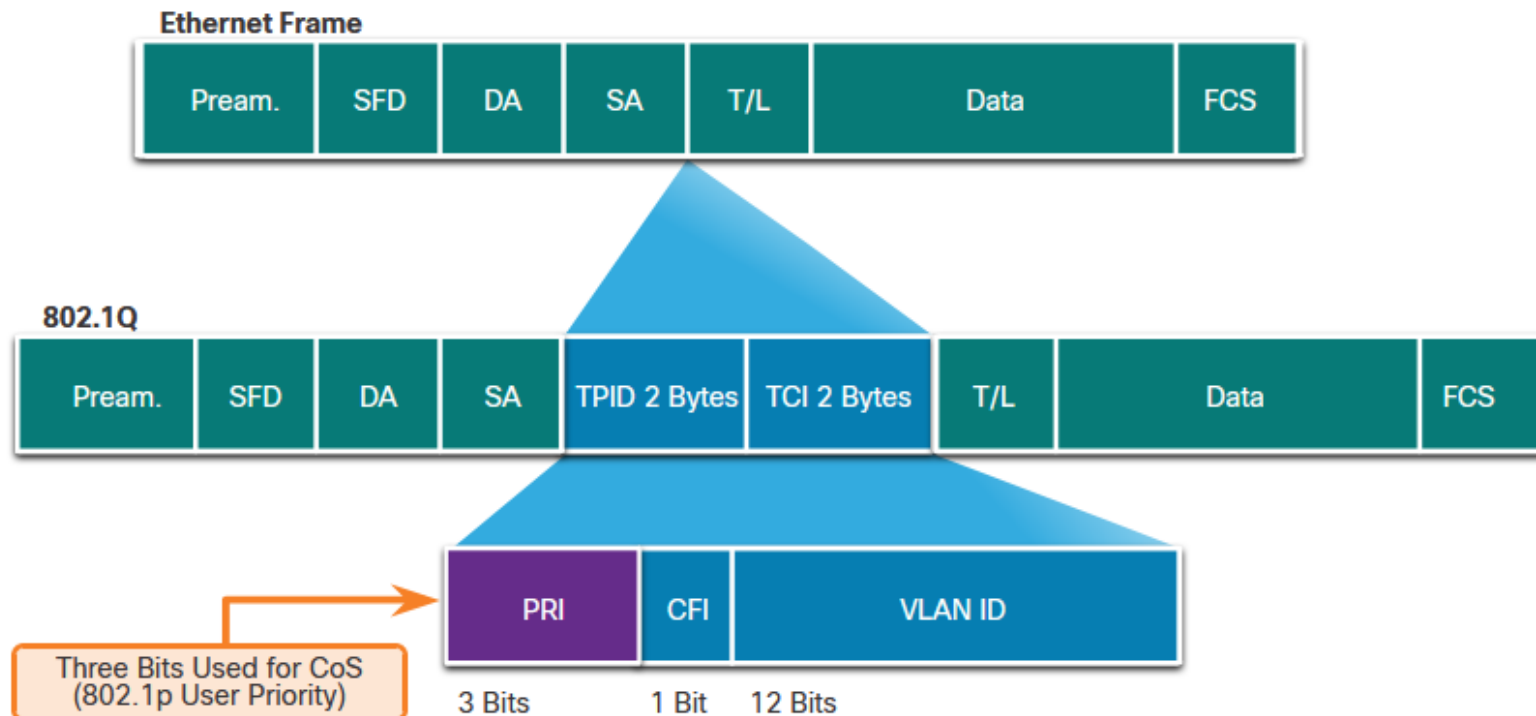 Ethernet Frame
Pream. SFD DA SA T/L Data FCS
802.1Q
Pream. SFD DA SA TPID 2 Bytes TCI 2 Bytes T/L Data FCS
PRI CFI VLAN ID
Three Bits Used for CoS
(802.1p User Priority)
3 Bits 1 Bit 12 Bits